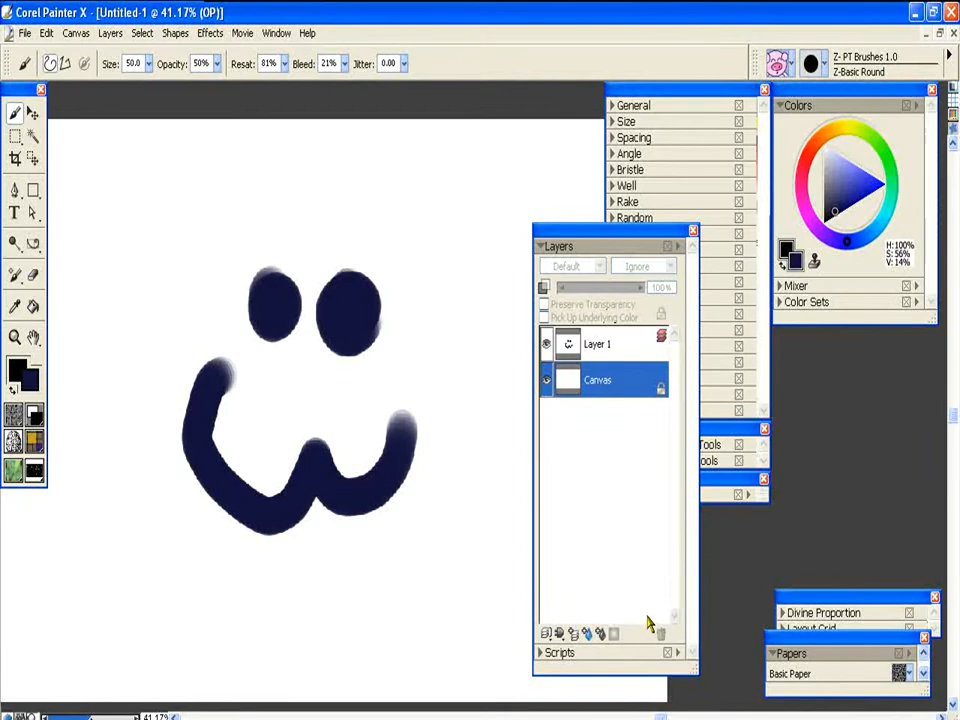 Corel Painter X - [Untitled-1 @ 41.17% (OP)]
File Edit Canvas Layers Select Shapes Effects Movie Window Help
Size: 50.0 Opacity: 50% Resat: 81% Bleed: 21% Jitter: 0.00
Z- PT Brushes 1.0
Z-Basic Round
General
Size
Spacing
Angle
Bristle
Well
Rake
Random
Colors
H:100%
S: 56%
V: 14%
Mixer
Color Sets
Layers
Default Ignore
100%
Preserve Transparency
Pick Up Underlying Color
Layer 1
Canvas
Tools
Tools
Scripts
Divine Proportion
Layout Grid
Papers
Basic Paper
T
41.17%